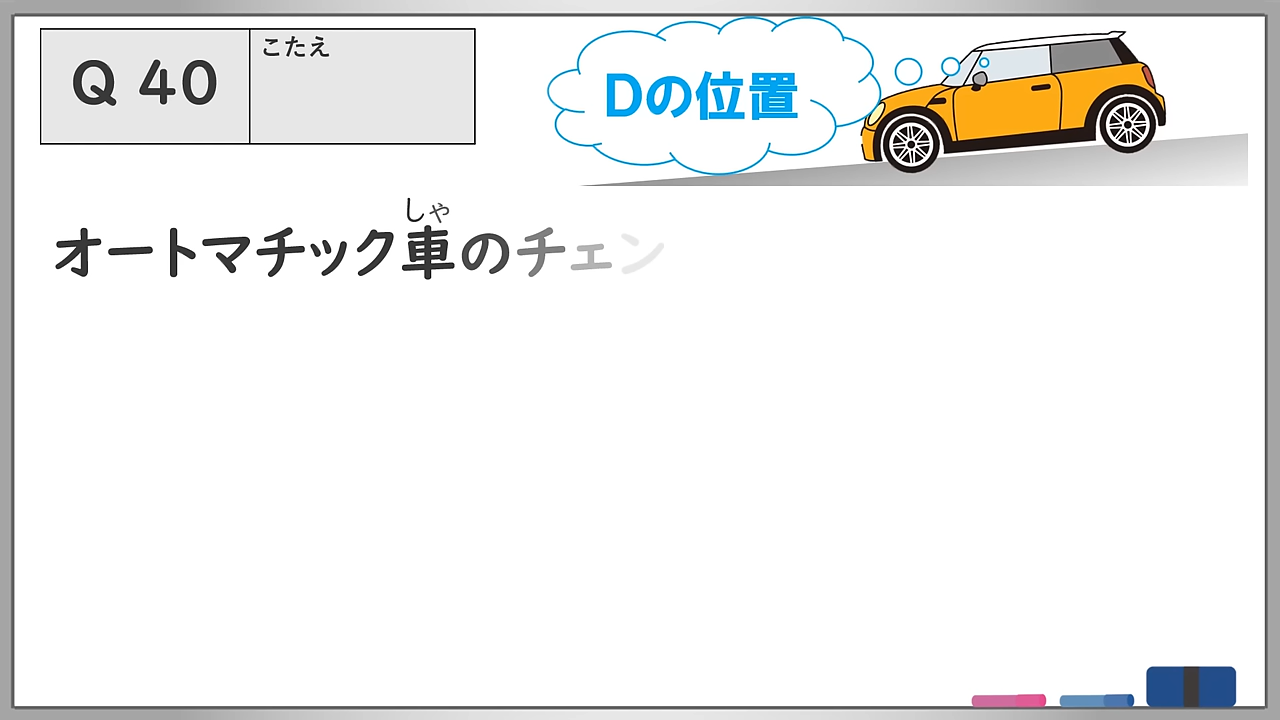 Q 40
こたえ
Dの位置
しゃ
オートマチック車のチェン